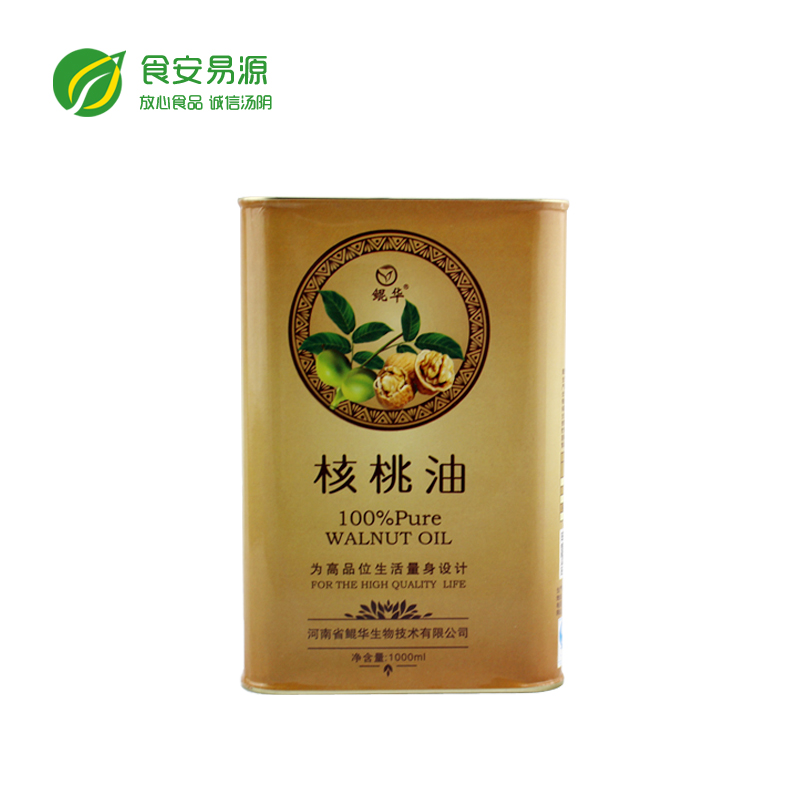 食安易源
放心食品 诚信汤阴
鲲华®
核桃油
100%Pure
WALNUT OIL
为高品位生活量身设计
FOR THE HIGH QUALITY LIFE
河南省鲲华生物技术有限公司
净含量:1000ml